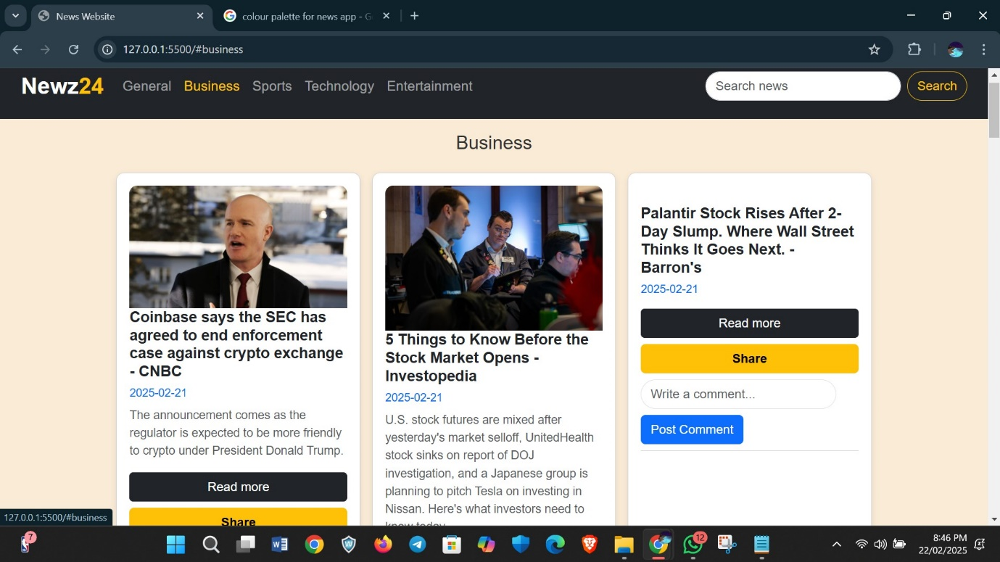 News Website
colour palette for news app - G
127.0.0.1:5500/#business
Newz24 General Business Sports Technology Entertainment Search news Search
Business
Coinbase says the SEC has
agreed to end enforcement
case against crypto exchange
- CNBC
2025-02-21
The announcement comes as the
regulator is expected to be more friendly
to crypto under President Donald Trump.
Read more
Share
5 Things to Know Before the
Stock Market Opens -
Investopedia
2025-02-21
U.S. stock futures are mixed after
yesterday's market selloff, UnitedHealth
stock sinks on report of DOJ
investigation, and a Japanese group is
planning to pitch Tesla on investing in
Nissan. Here's what investors need to
know today.
Palantir Stock Rises After 2-
Day Slump. Where Wall Street
Thinks It Goes Next. -
Barron's
2025-02-21
Read more
Share
Write a comment...
Post Comment
127.0.0.1:5500/#business
7
12
8:46 PM
22/02/2025